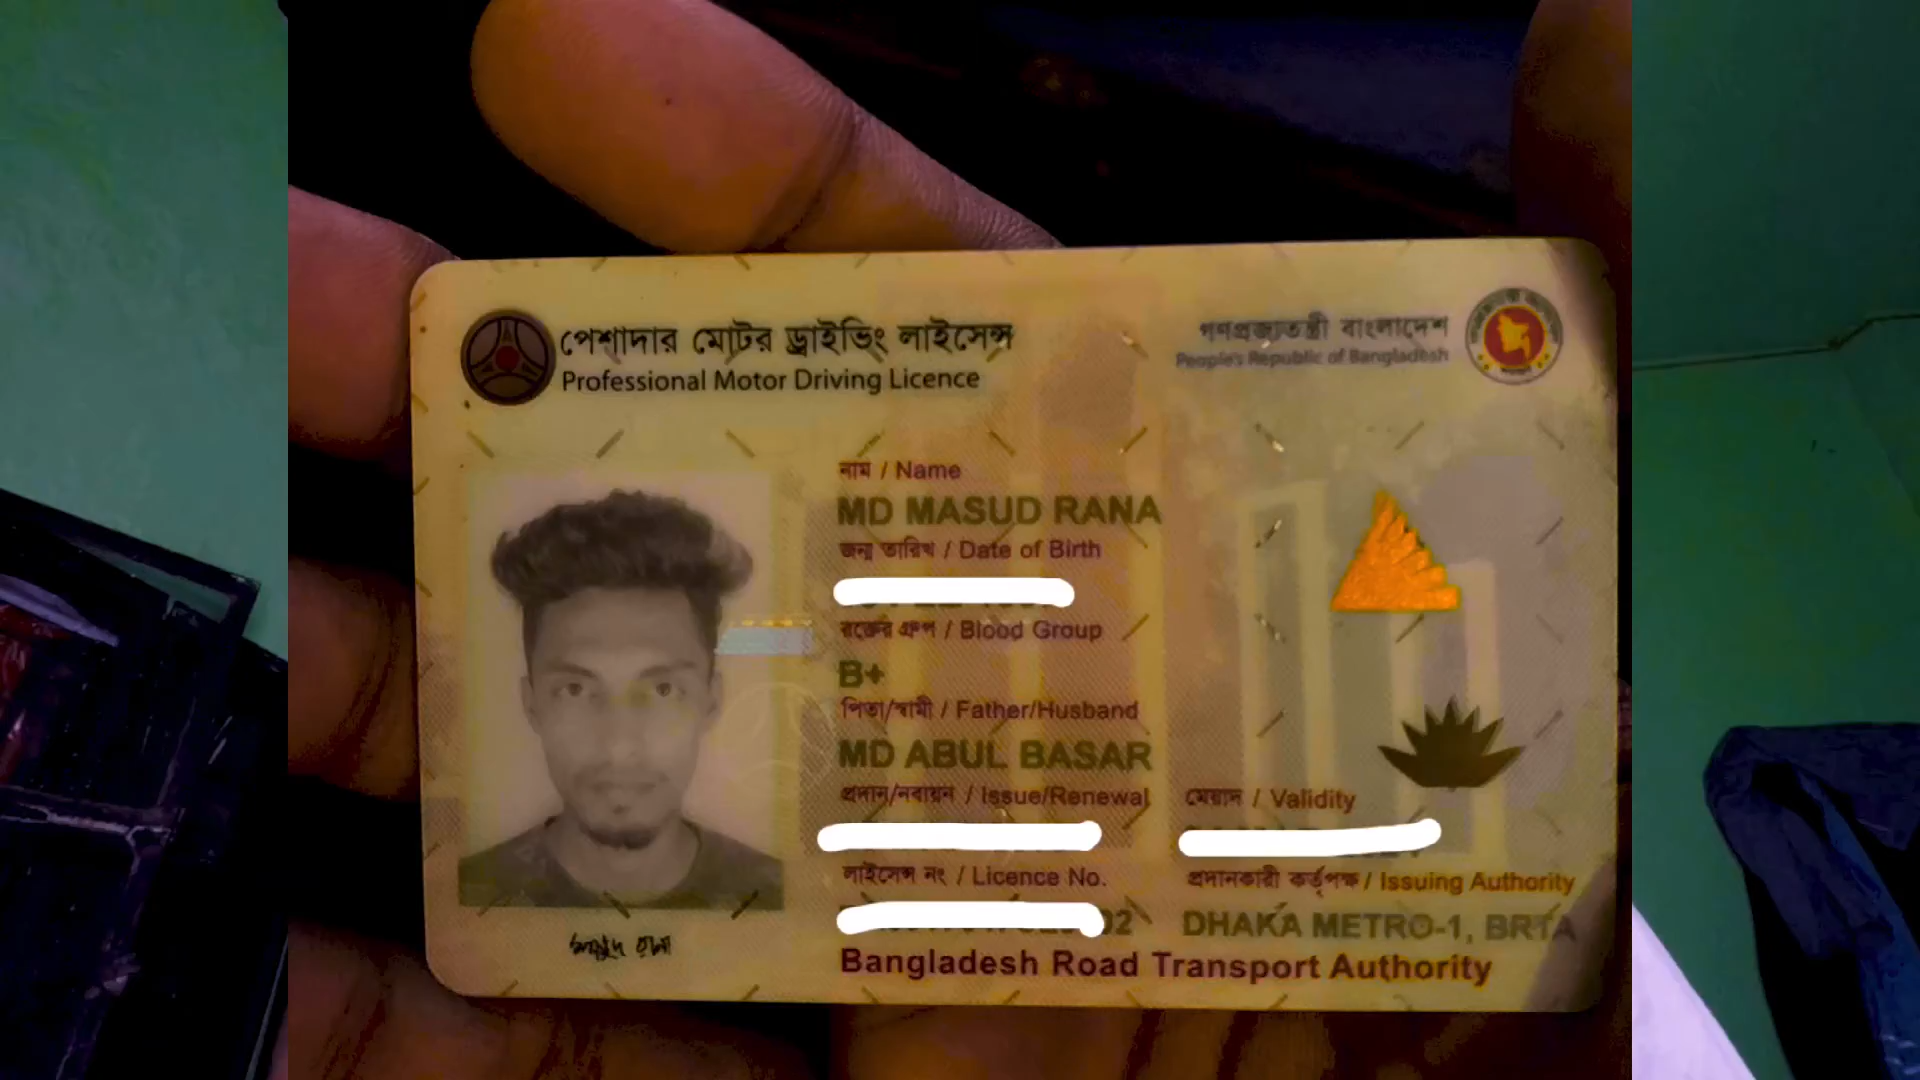 পেশাদার মোটর ড্রাইভিং লাইসেন্স
Professional Motor Driving Licence
গণপ্রজাতন্ত্রী বাংলাদেশ
People's Republic of Bangladesh
নাম / Name
MD MASUD RANA
জন্ম তারিখ / Date of Birth
রক্তের গ্রুপ / Blood Group
B+
পিতা/স্বামী / Father/Husband
MD ABUL BASAR
প্রদান/নবায়ন / Issue/Renewal
মেয়াদ / Validity
লাইসেন্স নং / Licence No.
প্রদানকারী কর্তৃপক্ষ / Issuing Authority
DHAKA METRO-1, BRTA
Bangladesh Road Transport Authority
মাসুদ রানা